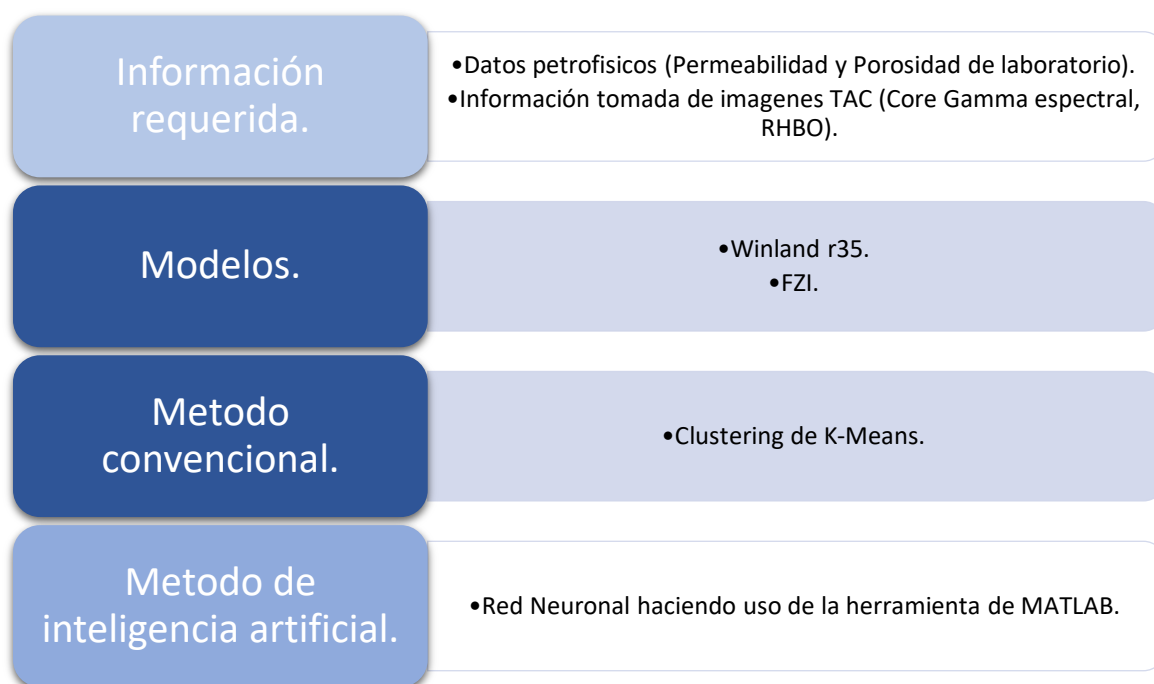 Información
requerida.
•Datos petrofisicos (Permeabilidad y Porosidad de laboratorio).
•Información tomada de imagenes TAC (Core Gamma espectral,
RHBO).
Modelos.
•Winland r35.
•FZI.
Metodo
convencional.
•Clustering de K-Means.
Metodo de
inteligencia artificial.
•Red Neuronal haciendo uso de la herramienta de MATLAB.